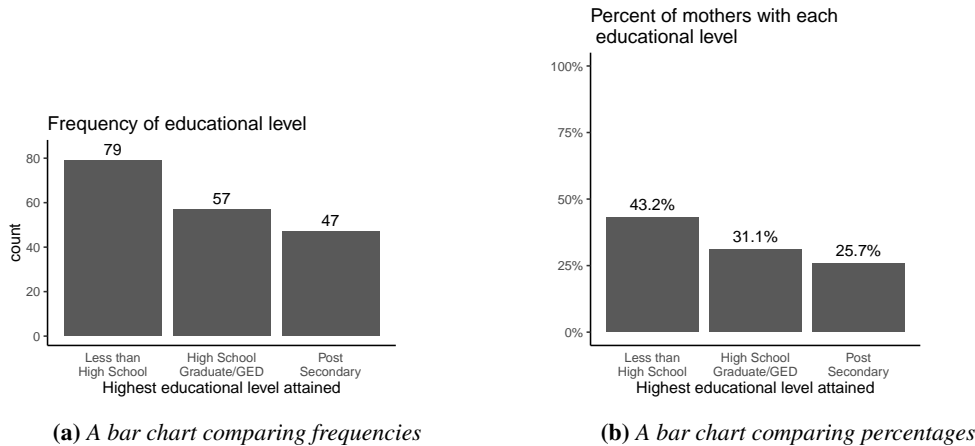 Frequency of educational level
count
80
60
40
20
0
79
57
47
Less than
High School
High School
Graduate/GED
Post
Secondary
Highest educational level attained
(a) A bar chart comparing frequencies
Percent of mothers with each
educational level
100%
75%
50%
25%
0%
43.2%
31.1%
25.7%
Less than
High School
High School
Graduate/GED
Post
Secondary
Highest educational level attained
(b) A bar chart comparing percentages